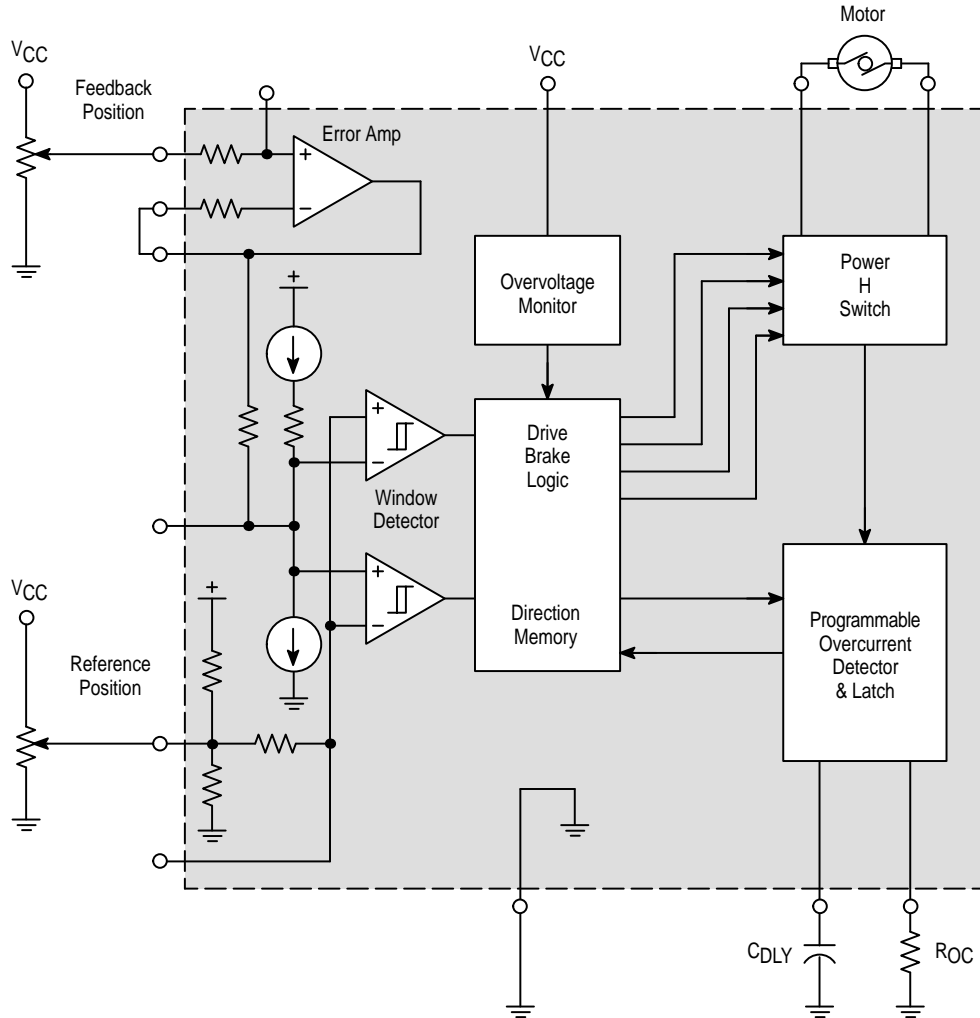 Motor
VCC
Feedback
Position
VCC
Error Amp
+
−
+
Overvoltage
Monitor
Power
H
Switch
+
−
Drive
Brake
Logic
Window
Detector
+
−
Direction
Memory
Programmable
Overcurrent
Detector
& Latch
VCC
+
Reference
Position
CDLY
ROC